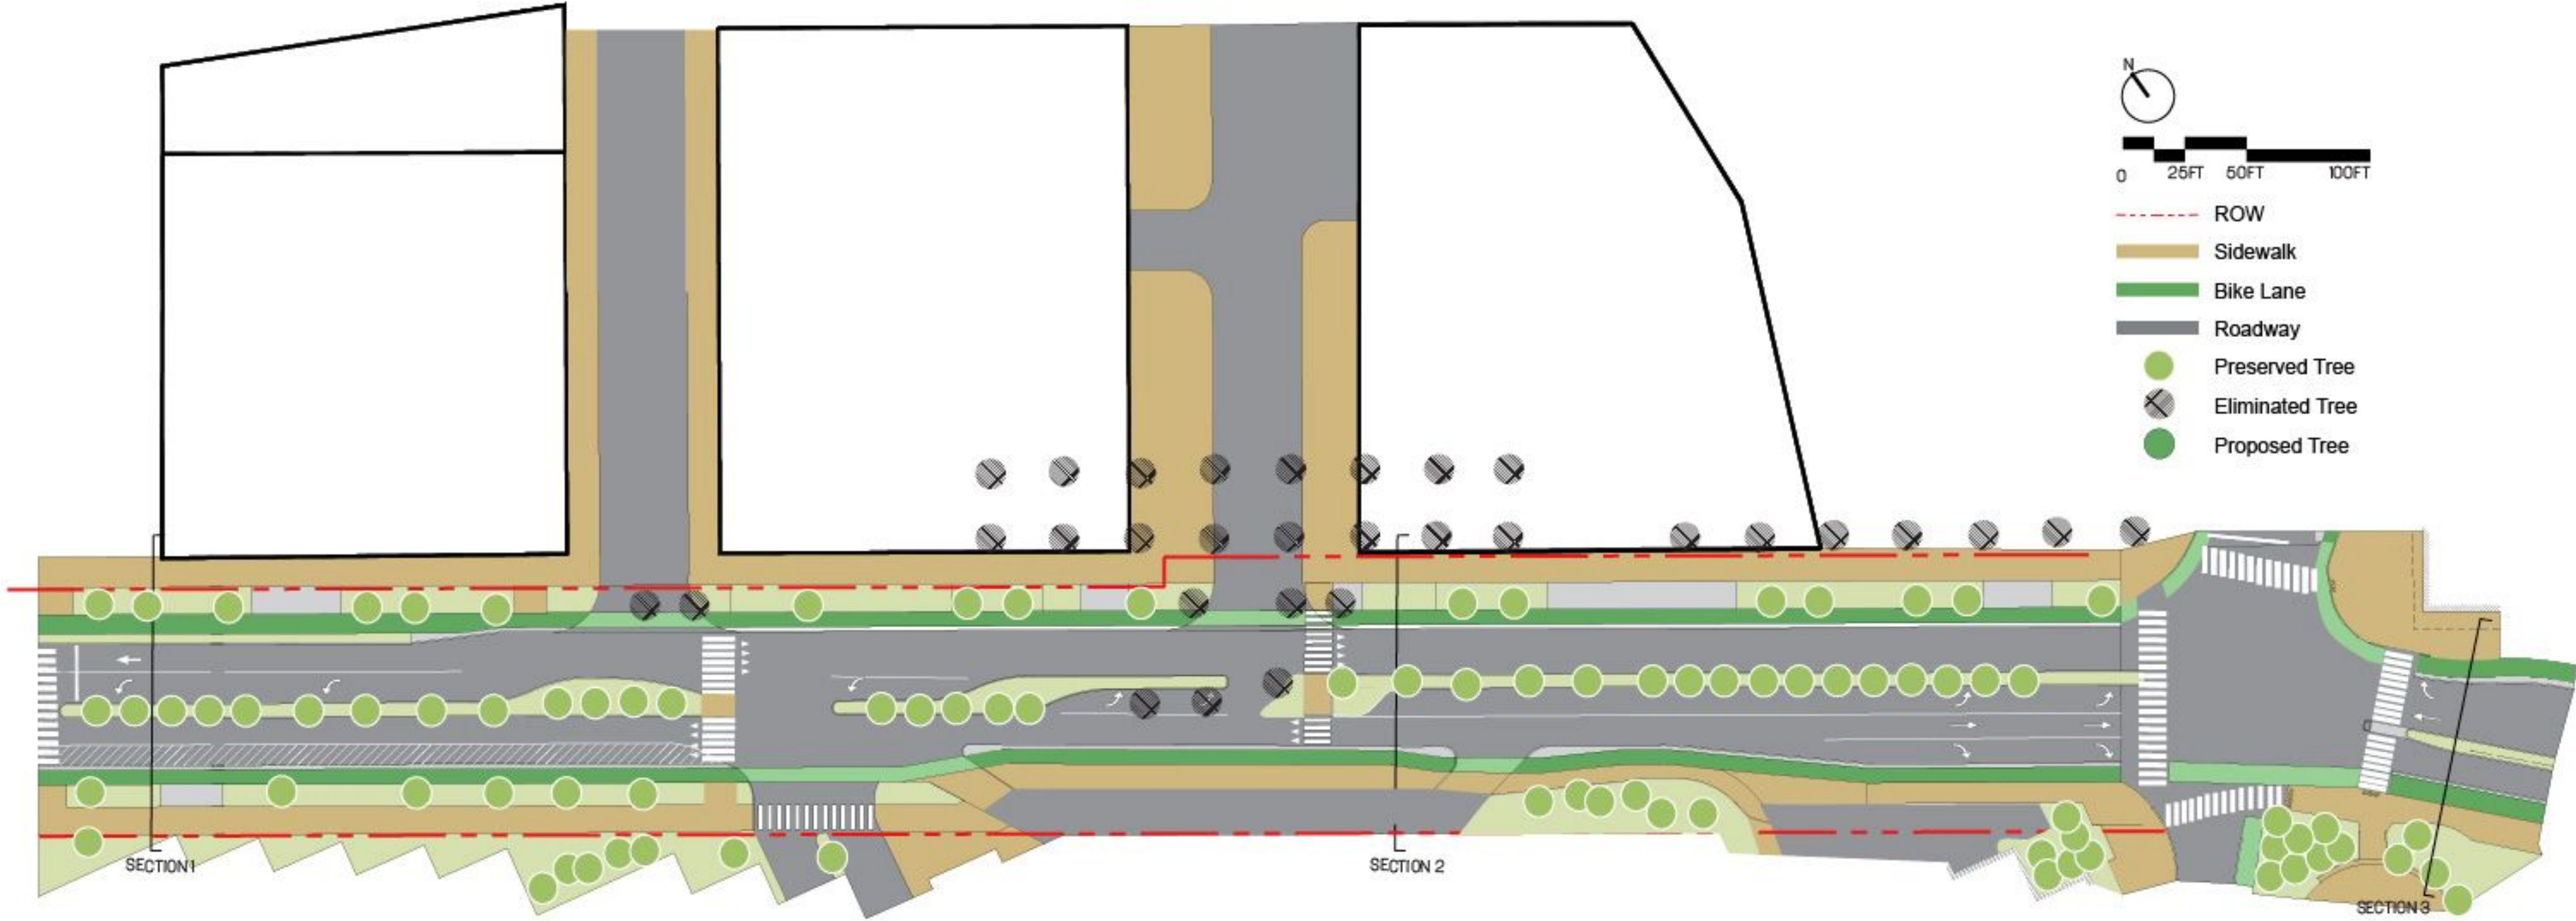 N
0 25FT 50FT 100FT
ROW
Sidewalk
Bike Lane
Roadway
Preserved Tree
Eliminated Tree
Proposed Tree
SECTION 1
SECTION 2
SECTION 3